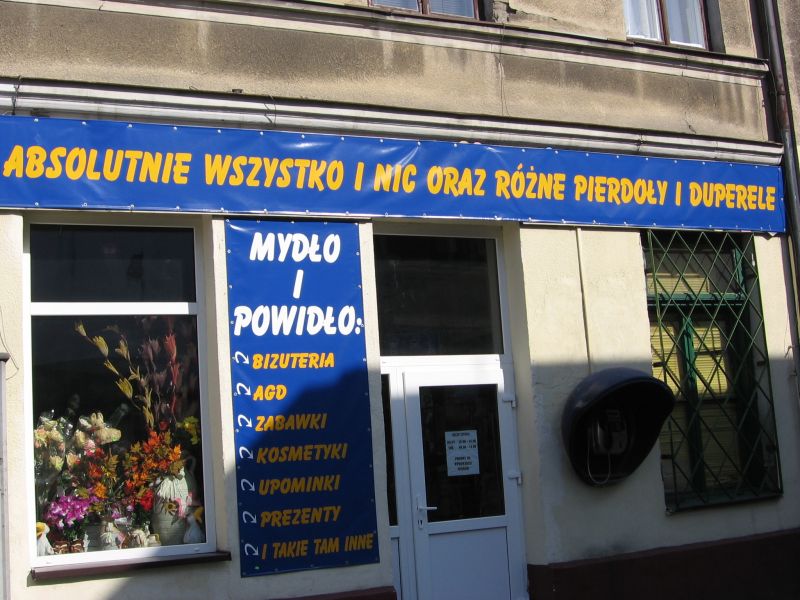 ABSOLUTNIE WSZYSTKO I NIC ORAZ RÓŻNE PIERDOŁY I DUPERELE
MYDŁO
I
POWIDŁO:
BIZUTERIA
AGD
ZABAWKI
KOSMETYKI
UPOMINKI
PREZENTY
I TAKIE TAM INNE